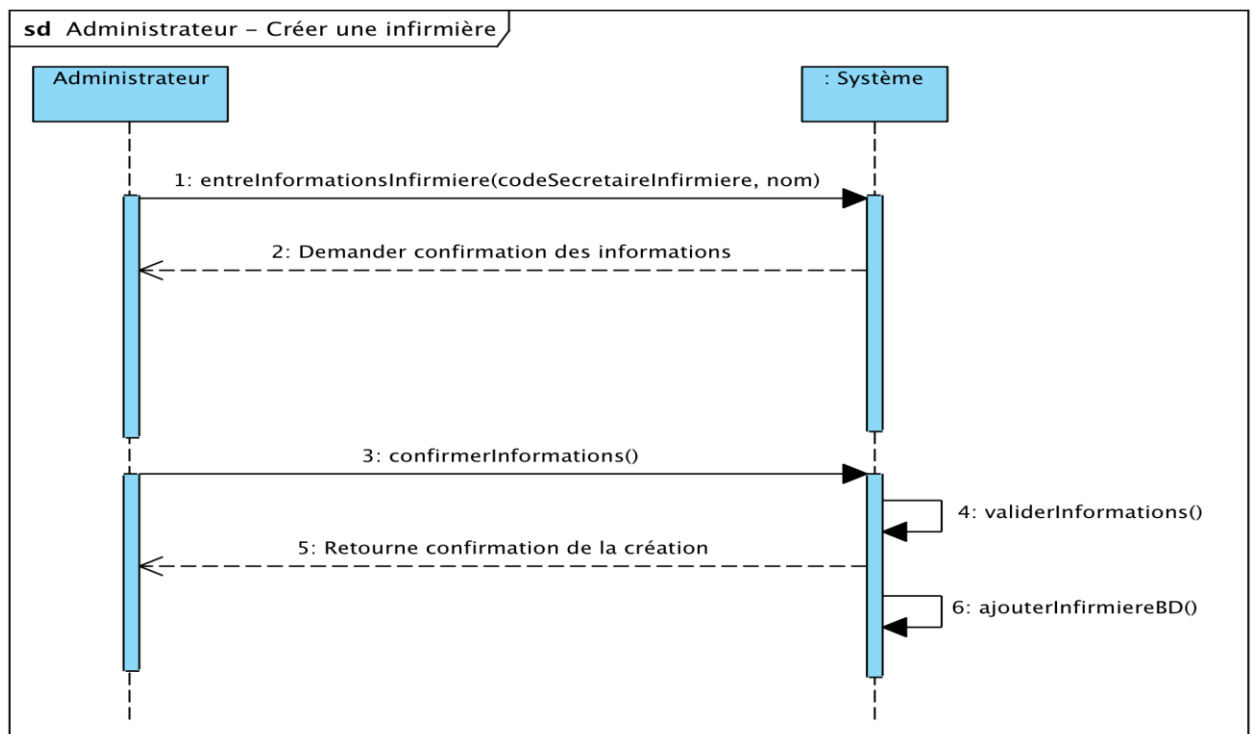 sd Administrateur – Créer une infirmière
Administrateur
: Système
1: entreInformationsInfirmiere(codeSecretaireInfirmiere, nom)
2: Demander confirmation des informations
3: confirmerInformations()
4: validerInformations()
5: Retourne confirmation de la création
6: ajouterInfirmiereBD()